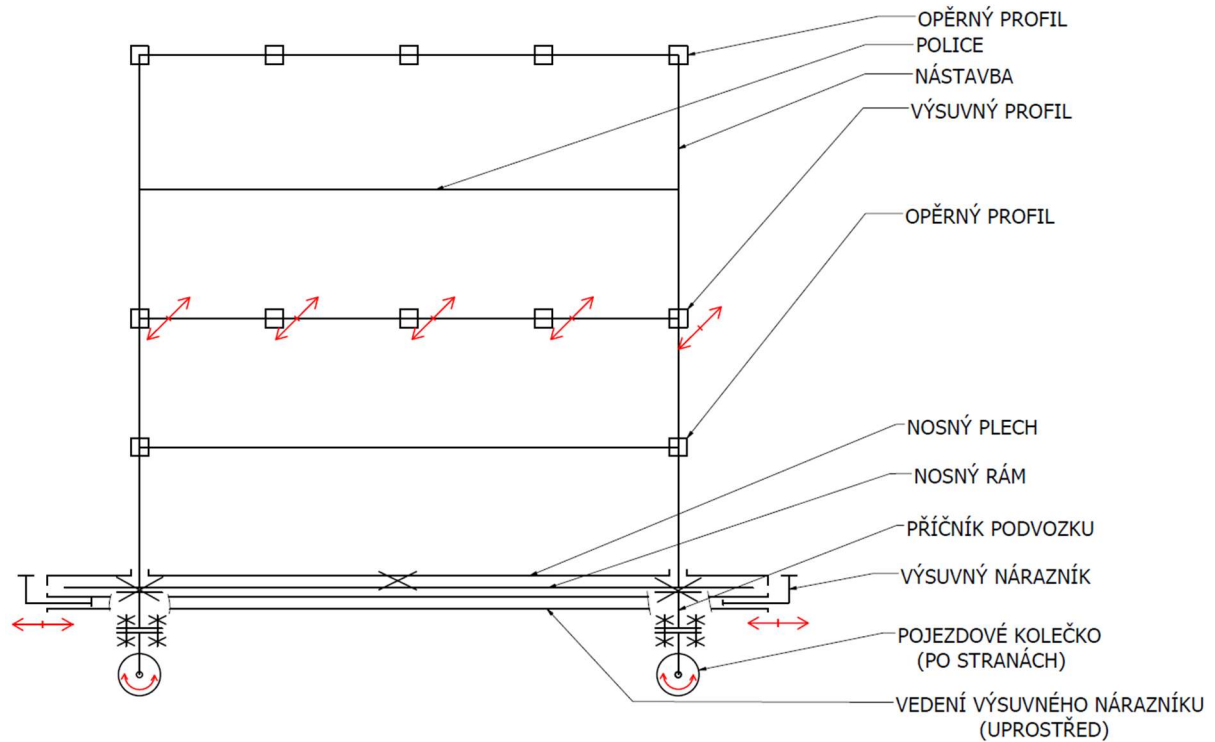 OPĚRNÝ PROFIL
POLICE
NÁSTAVBA
VÝSUVNÝ PROFIL
OPĚRNÝ PROFIL
NOSNÝ PLECH
NOSNÝ RÁM
PŘÍČNÍK PODVOZKU
VÝSUVNÝ NÁRAZNÍK
POJEZDOVÉ KOLEČKO
(PO STRANÁCH)
VEDENÍ VÝSUVNÉHO NÁRAZNÍKU
(UPROSTŘED)